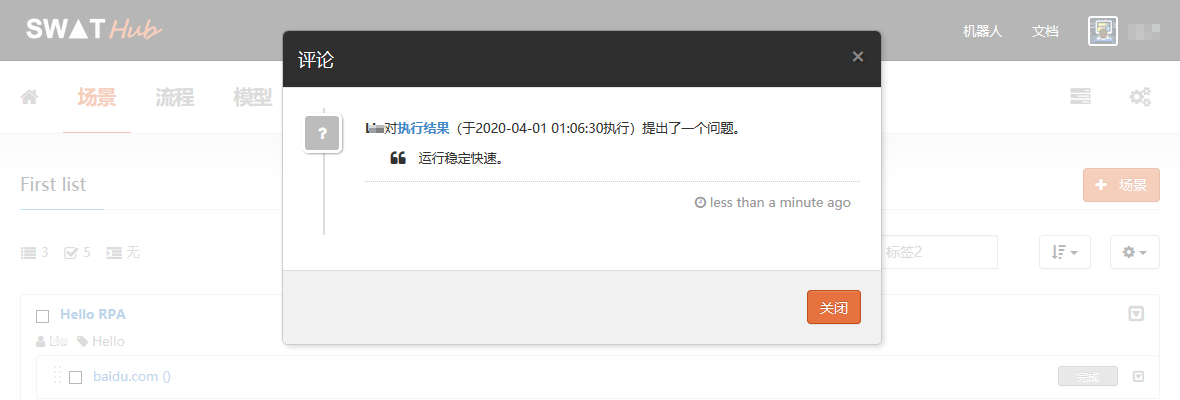 SWAT Hub
机器人 文档
评论 ×
场景 流程 模型
对执行结果（于2020-04-01 01:06:30执行）提出了一个问题。
运行稳定快速。
First list
+ 场景
less than a minute ago
3 5 无
标签2
Hello RPA
关闭
Hello
baidu.com ()
完成